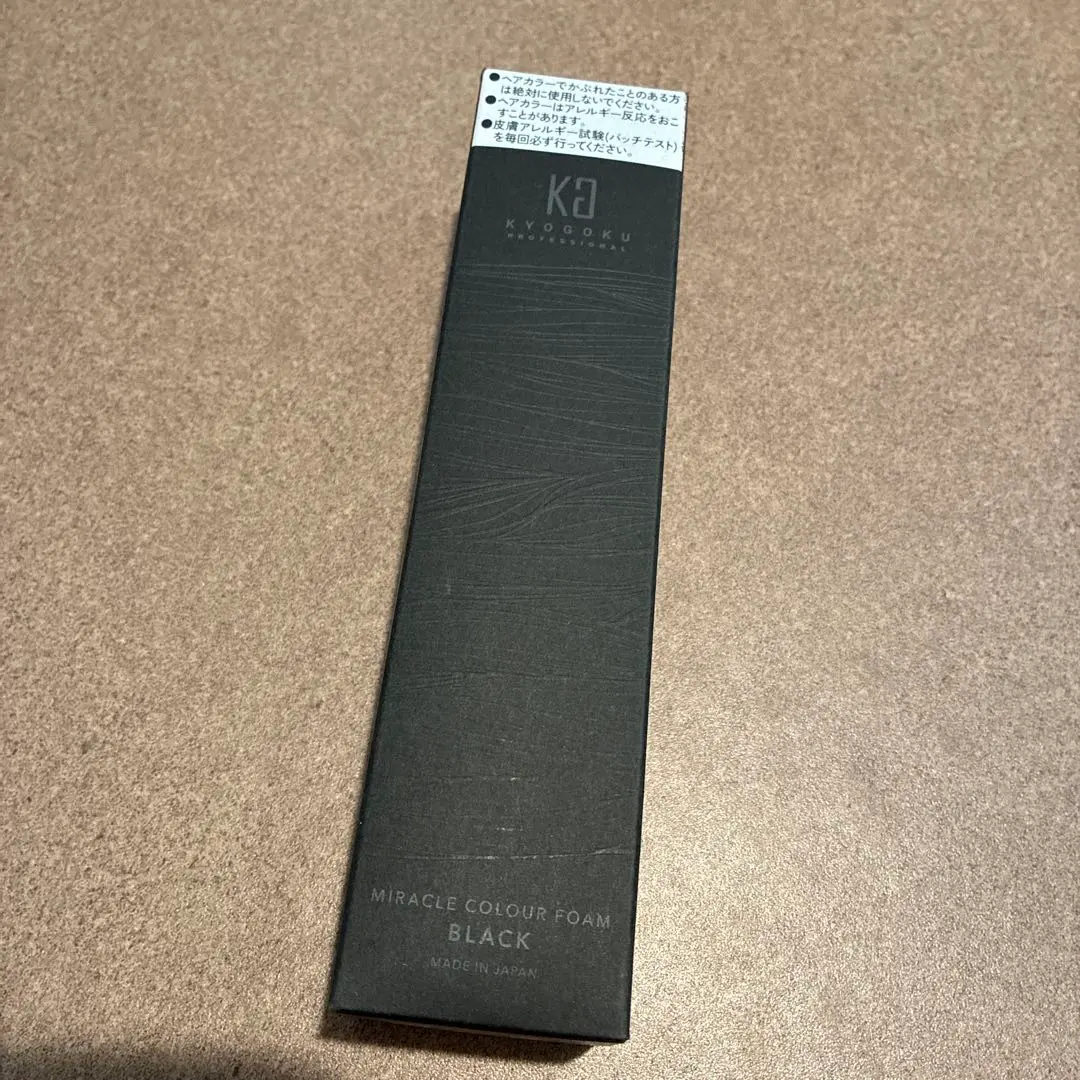 ●ヘアカラーでかぶれたことのある方
は絶対に使用しないでください。
●ヘアカラーはアレルギー反応をおこ
すことがあります。
●皮膚アレルギー試験(パッチテスト)
を毎回必ず行ってください。
KG
KYOGOKU
PROFESSIONAL
MIRACLE COLOUR FOAM
BLACK
MADE IN JAPAN